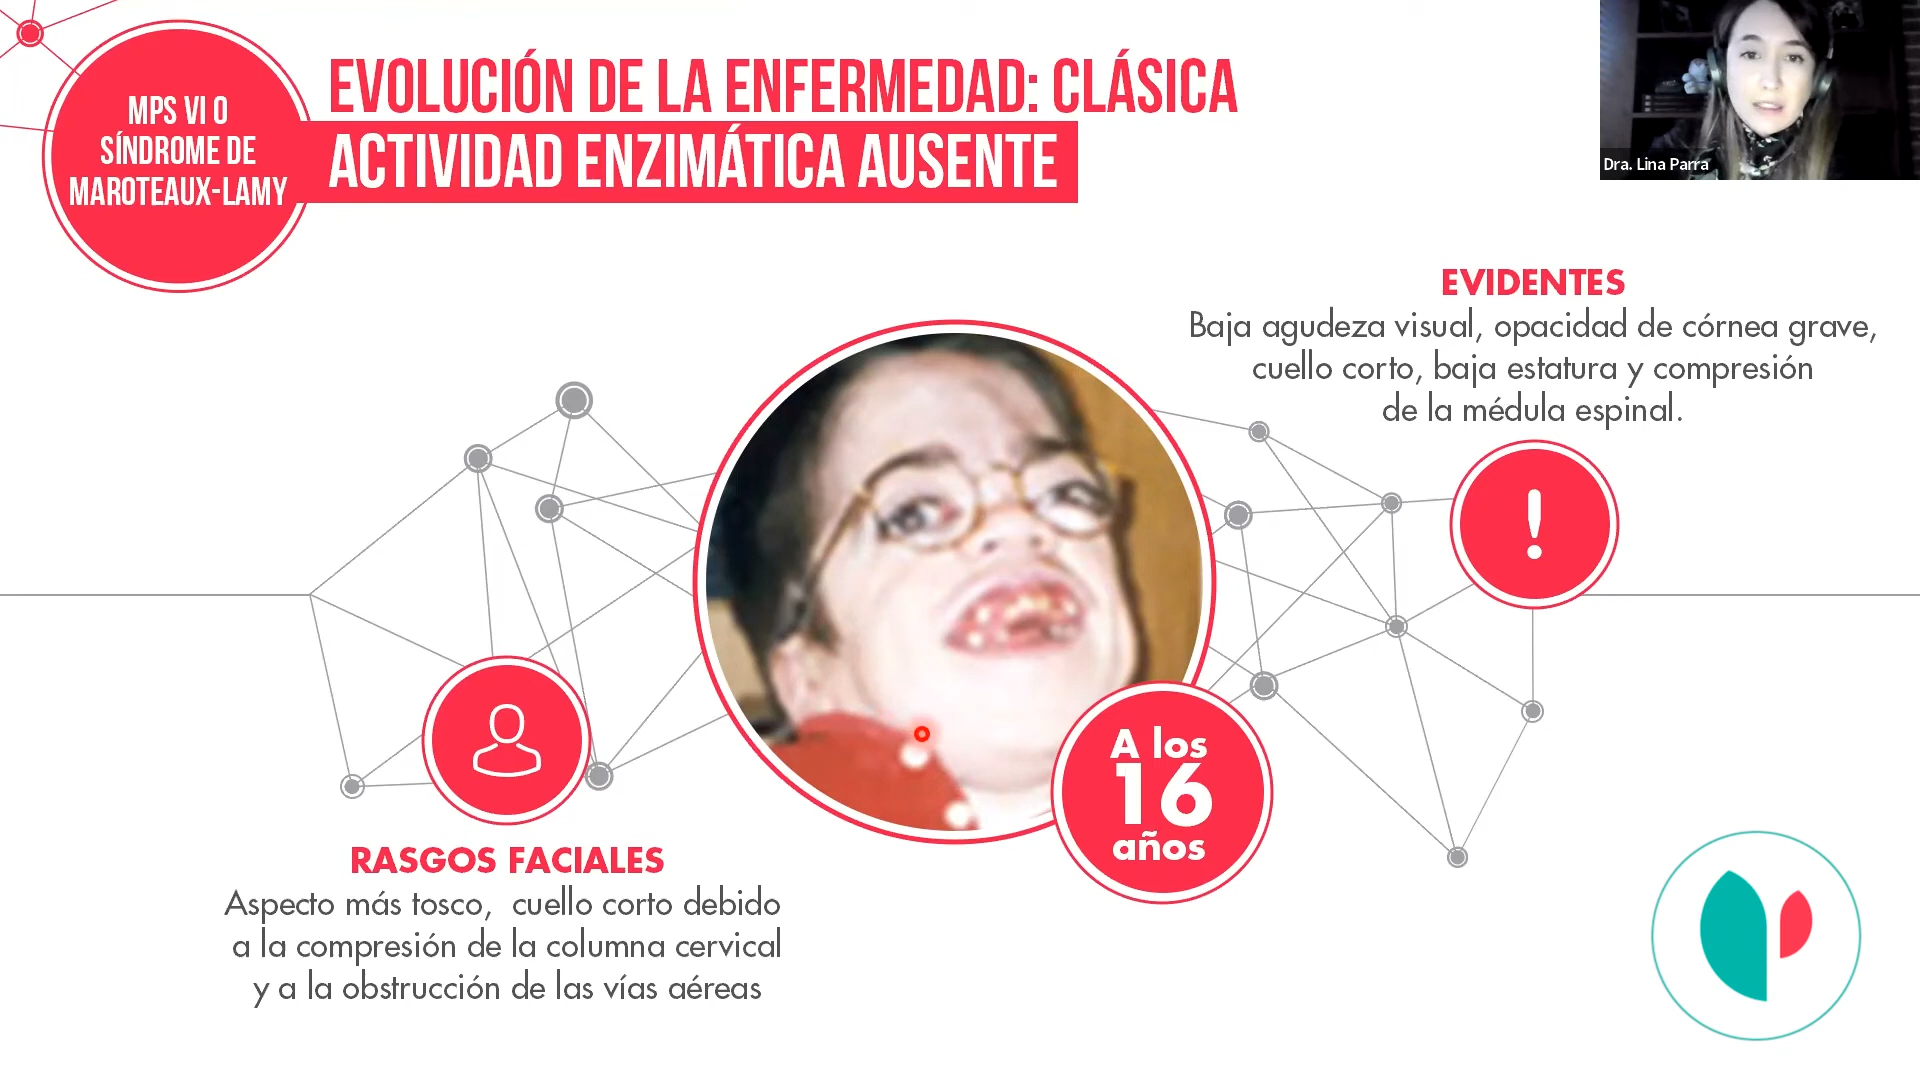 MPS VI O
SÍNDROME DE
MAROTEAUX-LAMY
EVOLUCIÓN DE LA ENFERMEDAD: CLÁSICA
ACTIVIDAD ENZIMÁTICA AUSENTE
Dra. Lina Parra
EVIDENTES
Baja agudeza visual, opacidad de córnea grave,
cuello corto, baja estatura y compresión
de la médula espinal.
!
A los
16
años
RASGOS FACIALES
Aspecto más tosco, cuello corto debido
a la compresión de la columna cervical
y a la obstrucción de las vías aéreas